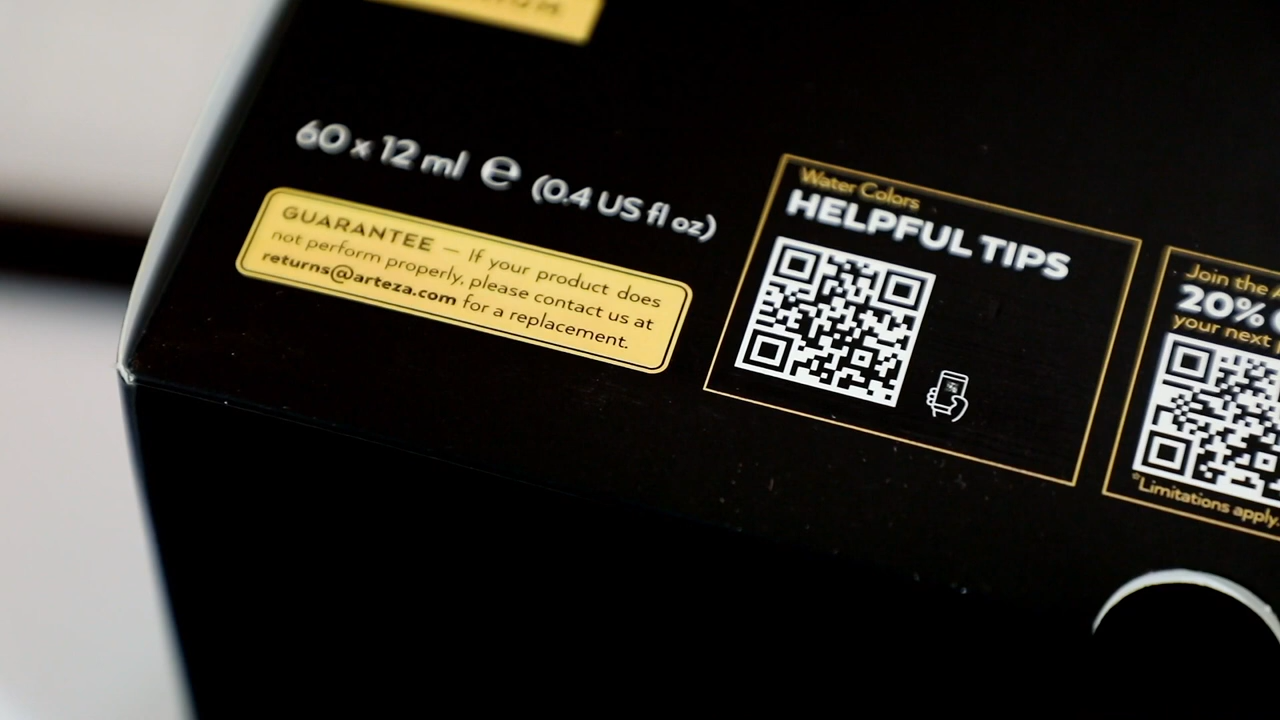 60 x 12 ml ℮ (0.4 US fl oz)
GUARANTEE — If your product does
not perform properly, please contact us at
returns@arteza.com for a replacement.
Water Colors
HELPFUL TIPS
Join the
20%
your next
*Limitations apply.